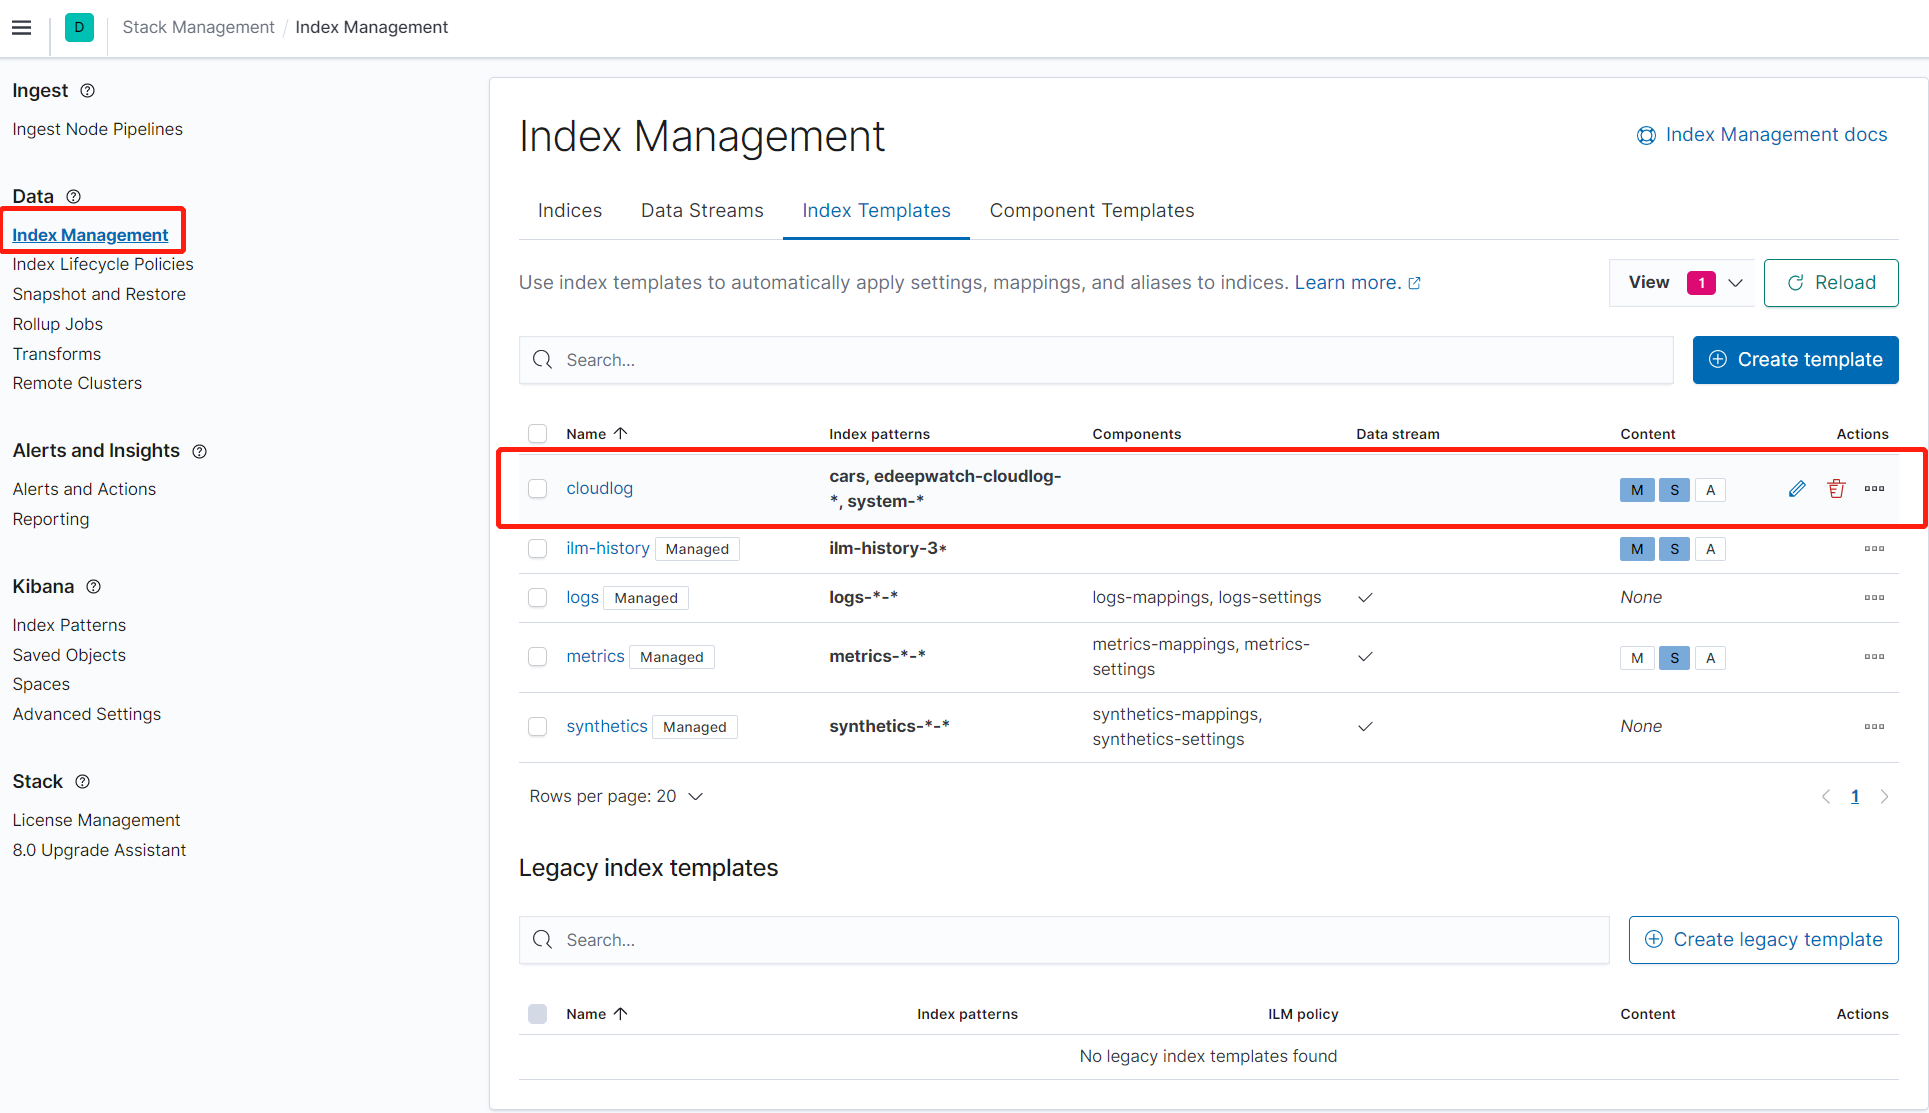 D Stack Management / Index Management
Ingest
Ingest Node Pipelines
Data
Index Management
Index Lifecycle Policies
Snapshot and Restore
Rollup Jobs
Transforms
Remote Clusters
Alerts and Insights
Alerts and Actions
Reporting
Kibana
Index Patterns
Saved Objects
Spaces
Advanced Settings
Stack
License Management
8.0 Upgrade Assistant
Index Management
Index Management docs
Indices Data Streams Index Templates Component Templates
Use index templates to automatically apply settings, mappings, and aliases to indices. Learn more.
View 1 Reload
Search...
Create template
Name Index patterns Components Data stream Content Actions
cloudlog cars, edeepwatch-cloudlog- M S A
*, system-*
ilm-history Managed ilm-history-3* M S A
logs Managed logs-*-* logs-mappings, logs-settings None
metrics Managed metrics-*-* metrics-mappings, metrics- M S A
settings
synthetics Managed synthetics-*-* synthetics-mappings, None
synthetics-settings
Rows per page: 20 1
Legacy index templates
Search...
Create legacy template
Name Index patterns ILM policy Content Actions
No legacy index templates found